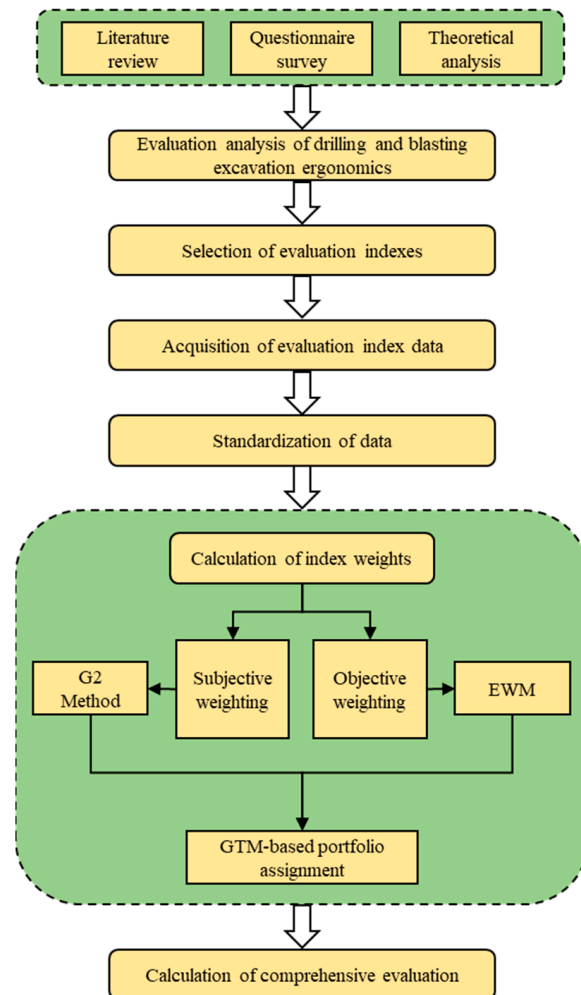 Literature
review
Questionnaire
survey
Theoretical
analysis
Evaluation analysis of drilling and blasting
excavation ergonomics
Selection of evaluation indexes
Acquisition of evaluation index data
Standardization of data
Calculation of index weights
G2
Method
Subjective
weighting
Objective
weighting
EWM
GTM-based portfolio
assignment
Calculation of comprehensive evaluation